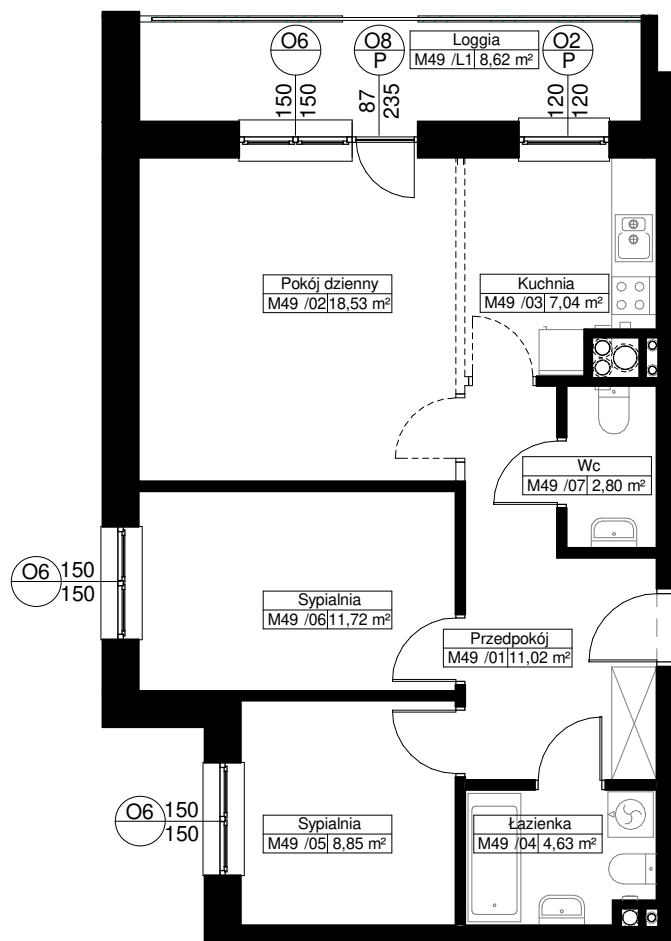 O6
150
150
O8
P
87
235
Loggia
M49 /L1 8,62 m²
O2
P
120
120
Pokój dzienny
M49 /02 18,53 m²
Kuchnia
M49 /03 7,04 m²
Wc
M49 /07 2,80 m²
O6
150
150
Sypialnia
M49 /06 11,72 m²
Przedpokój
M49 /01 11,02 m²
O6
150
150
Sypialnia
M49 /05 8,85 m²
Łazienka
M49 /04 4,63 m²